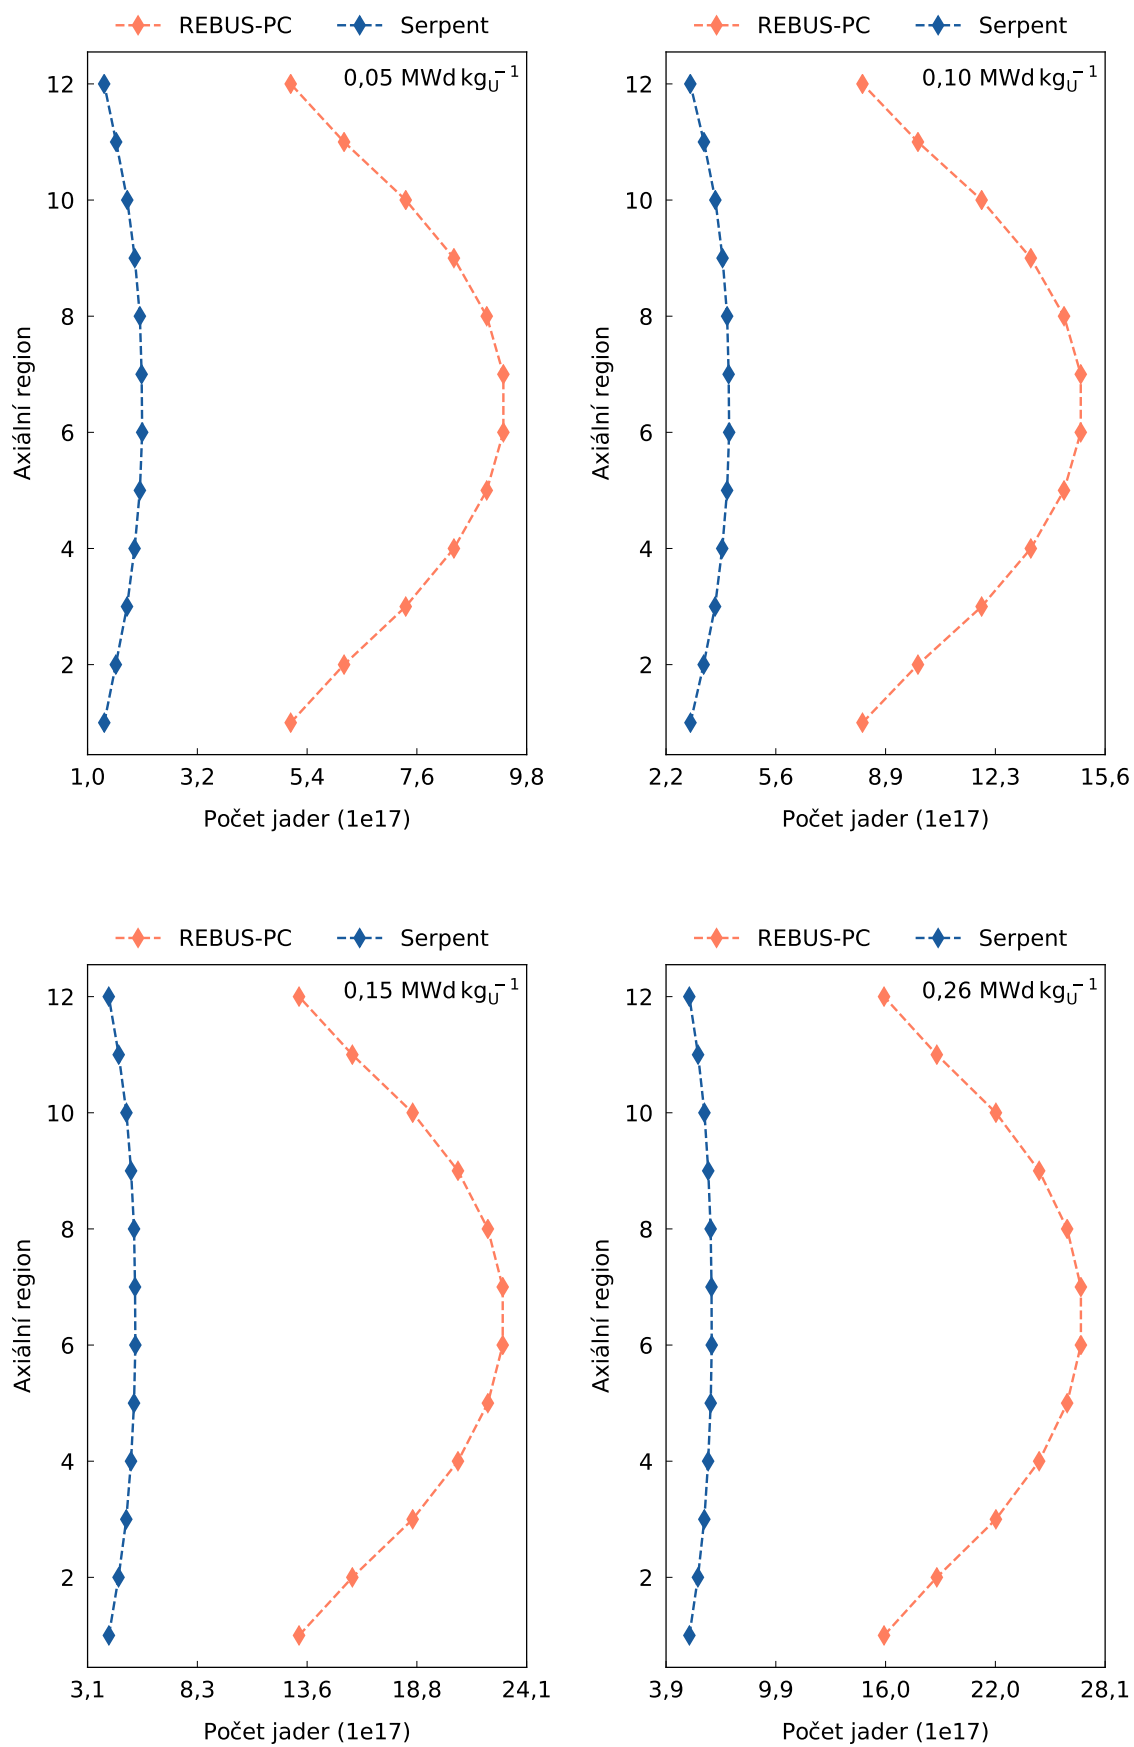 REBUS-PC Serpent
0,05 MWd kg_U^−1
12
10
8
6
4
2
Axiální region
1,0 3,2 5,4 7,6 9,8
Počet jader (1e17)
REBUS-PC Serpent
0,10 MWd kg_U^−1
12
10
8
6
4
2
Axiální region
2,2 5,6 8,9 12,3 15,6
Počet jader (1e17)
REBUS-PC Serpent
0,15 MWd kg_U^−1
12
10
8
6
4
2
Axiální region
3,1 8,3 13,6 18,8 24,1
Počet jader (1e17)
REBUS-PC Serpent
0,26 MWd kg_U^−1
12
10
8
6
4
2
Axiální region
3,9 9,9 16,0 22,0 28,1
Počet jader (1e17)